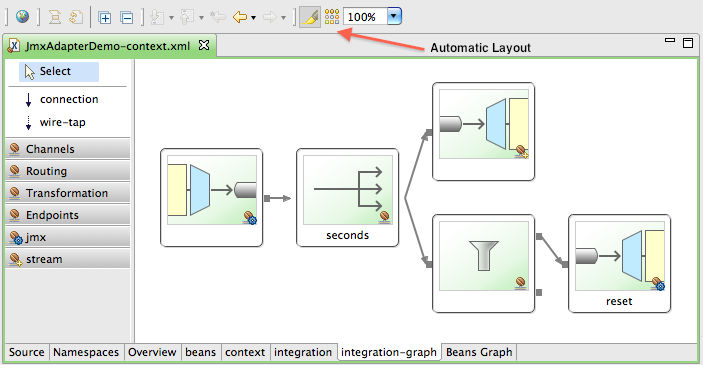 100%
Automatic Layout
JmxAdapterDemo-context.xml
Select
connection
wire-tap
Channels
Routing
Transformation
Endpoints
jmx
stream
seconds
reset
Source Namespaces Overview beans context integration integration-graph Beans Graph